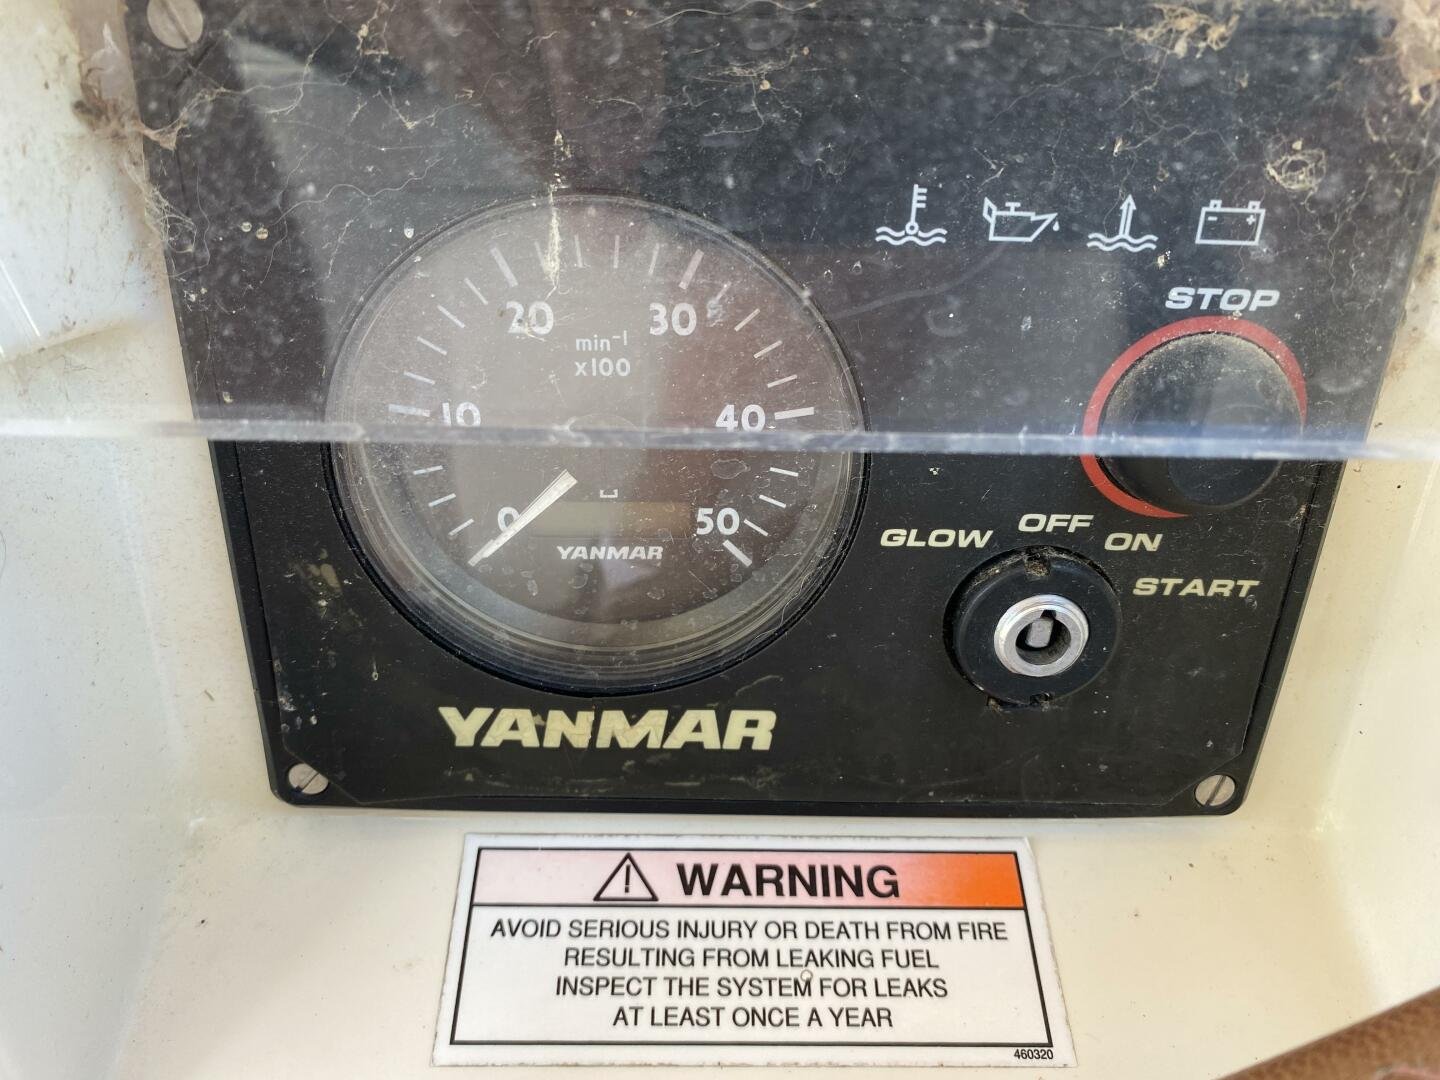 STOP
20
30
min⁻¹
x100
10
40
0
50
YANMAR
GLOW
OFF
ON
START
YANMAR
WARNING
AVOID SERIOUS INJURY OR DEATH FROM FIRE
RESULTING FROM LEAKING FUEL
INSPECT THE SYSTEM FOR LEAKS
AT LEAST ONCE A YEAR
460320